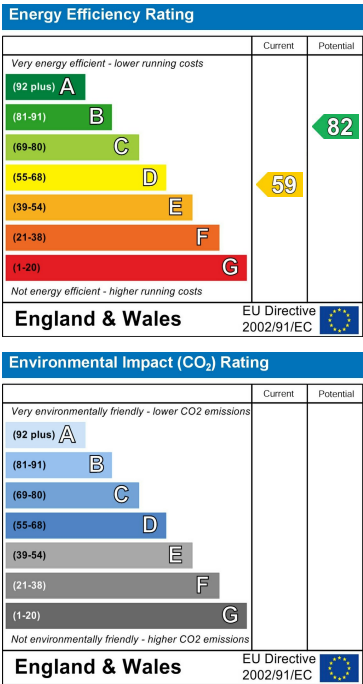 Energy Efficiency Rating
Current Potential
Very energy efficient - lower running costs
(92 plus) A
(81-91) B
82
(69-80) C
(55-68) D
59
(39-54) E
(21-38) F
(1-20) G
Not energy efficient - higher running costs
England & Wales
EU Directive
2002/91/EC
Environmental Impact (CO₂) Rating
Current Potential
Very environmentally friendly - lower CO2 emissions
(92 plus) A
(81-91) B
(69-80) C
(55-68) D
(39-54) E
(21-38) F
(1-20) G
Not environmentally friendly - higher CO2 emissions
England & Wales
EU Directive
2002/91/EC